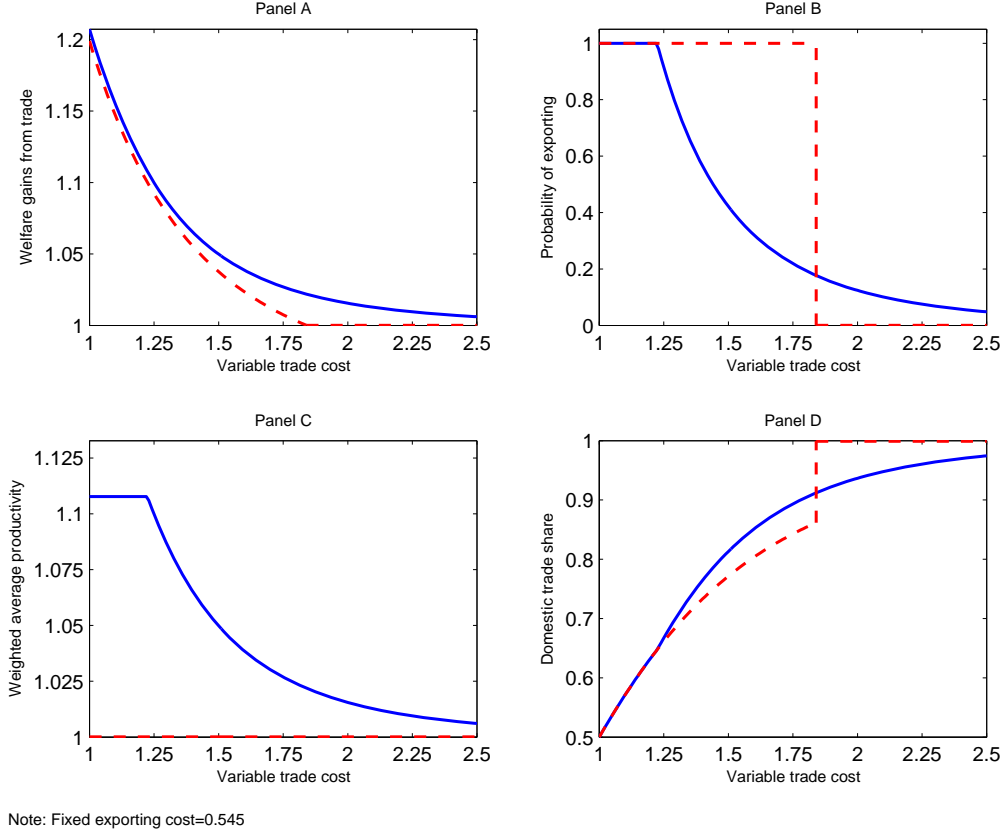 Panel A
1.2
1.15
1.1
1.05
1
Welfare gains from trade
1 1.25 1.5 1.75 2 2.25 2.5
Variable trade cost
Panel B
1
0.8
0.6
0.4
0.2
0
Probability of exporting
1 1.25 1.5 1.75 2 2.25 2.5
Variable trade cost
Panel C
1.125
1.1
1.075
1.05
1.025
1
Weighted average productivity
1 1.25 1.5 1.75 2 2.25 2.5
Variable trade cost
Panel D
1
0.9
0.8
0.7
0.6
0.5
Domestic trade share
1 1.25 1.5 1.75 2 2.25 2.5
Variable trade cost
Note: Fixed exporting cost=0.545